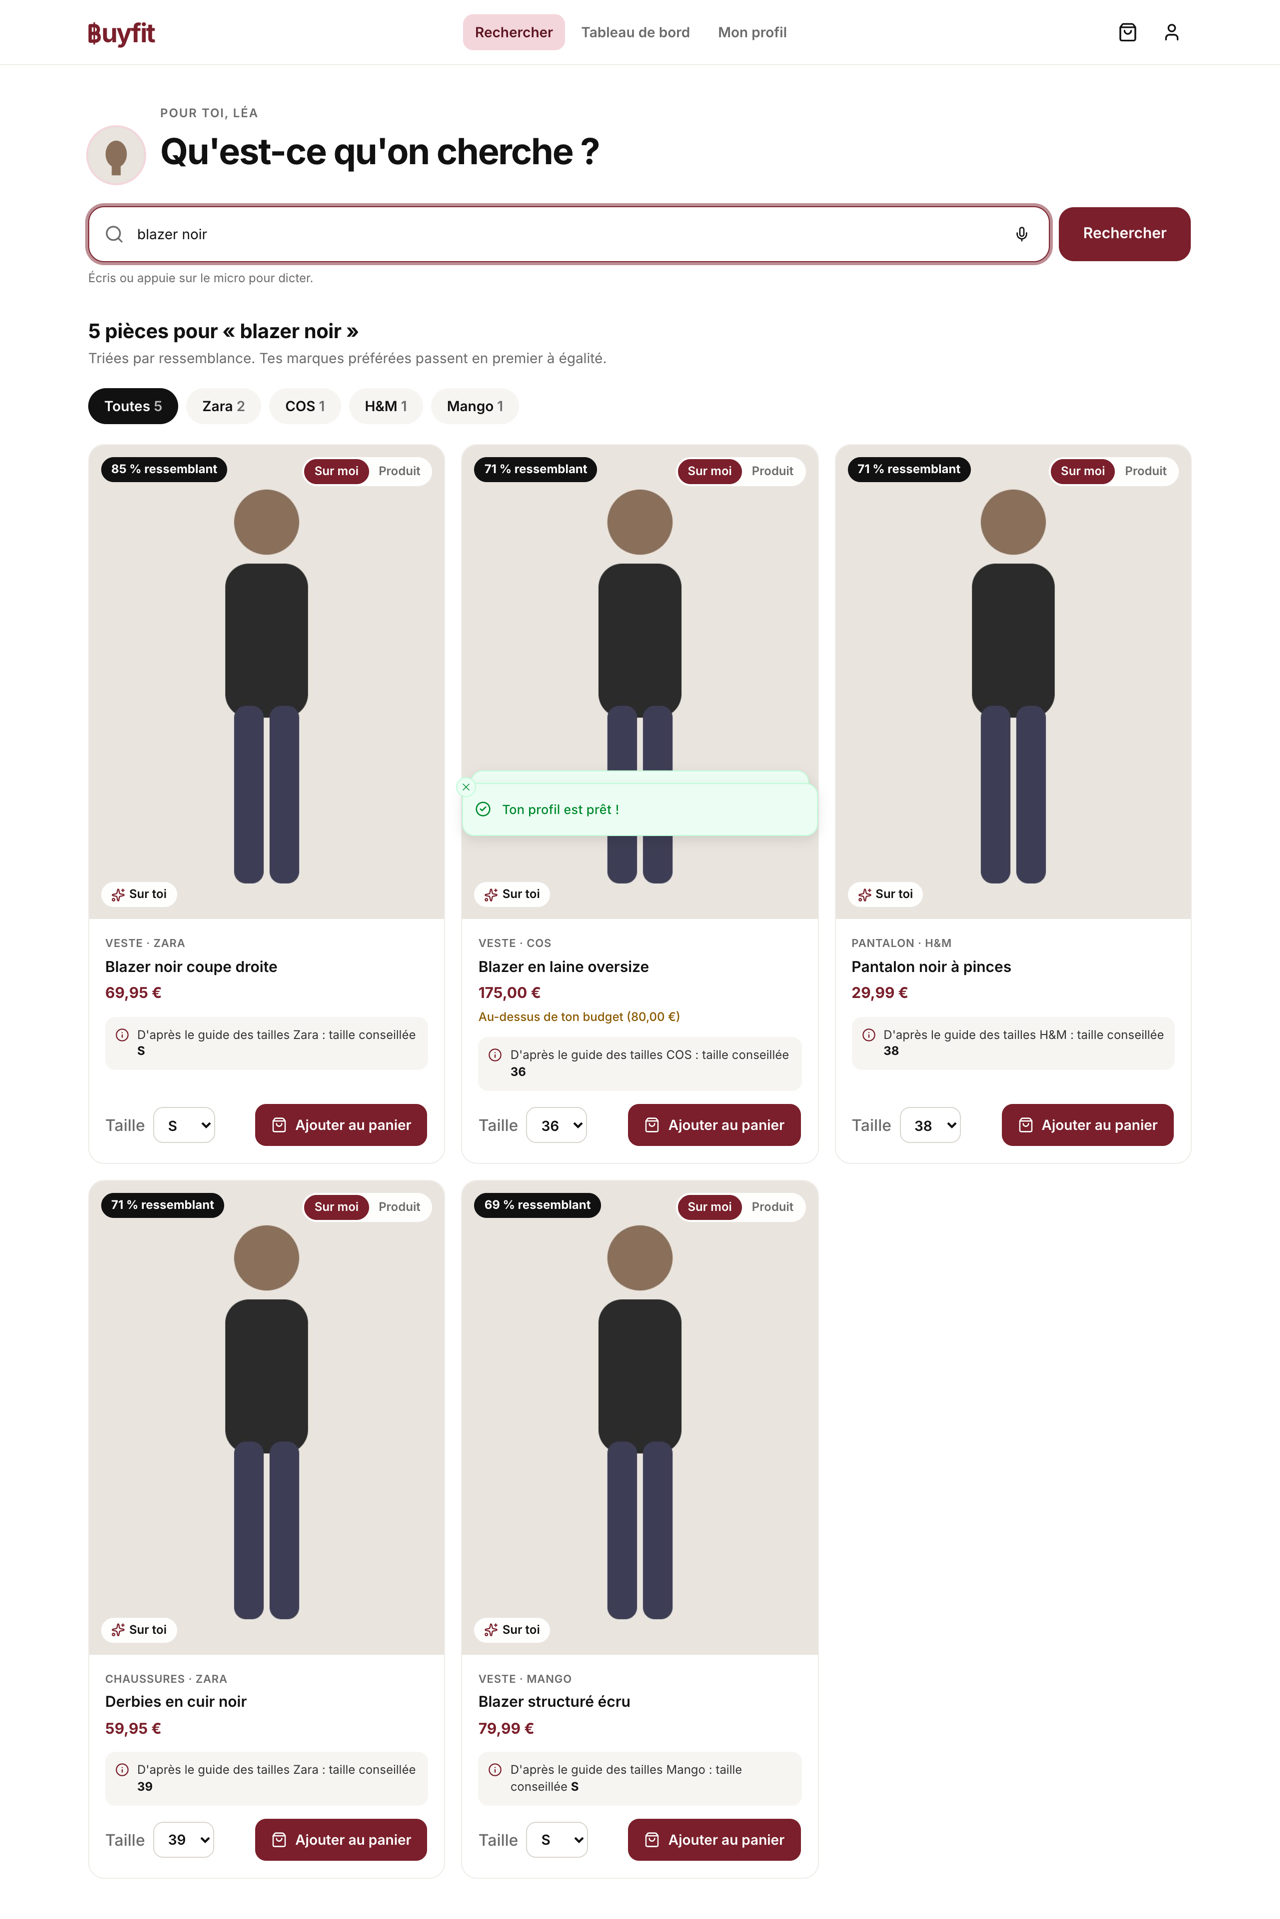 Buyfit
Rechercher
Tableau de bord
Mon profil
POUR TOI, LÉA
Qu'est-ce qu'on cherche ?
blazer noir
Rechercher
Écris ou appuie sur le micro pour dicter.
5 pièces pour « blazer noir »
Triées par ressemblance. Tes marques préférées passent en premier à égalité.
Toutes 5
Zara 2
COS 1
H&M 1
Mango 1
85 % ressemblant
Sur moi
Produit
Sur toi
VESTE · ZARA
Blazer noir coupe droite
69,95 €
D'après le guide des tailles Zara : taille conseillée
S
Taille
S
Ajouter au panier
71 % ressemblant
Sur moi
Produit
Ton profil est prêt !
Sur toi
VESTE · COS
Blazer en laine oversize
175,00 €
Au-dessus de ton budget (80,00 €)
D'après le guide des tailles COS : taille conseillée
36
Taille
36
Ajouter au panier
71 % ressemblant
Sur moi
Produit
Sur toi
PANTALON · H&M
Pantalon noir à pinces
29,99 €
D'après le guide des tailles H&M : taille conseillée
38
Taille
38
Ajouter au panier
71 % ressemblant
Sur moi
Produit
Sur toi
CHAUSSURES · ZARA
Derbies en cuir noir
59,95 €
D'après le guide des tailles Zara : taille conseillée
39
Taille
39
Ajouter au panier
69 % ressemblant
Sur moi
Produit
Sur toi
VESTE · MANGO
Blazer structuré écru
79,99 €
D'après le guide des tailles Mango : taille
conseillée S
Taille
S
Ajouter au panier